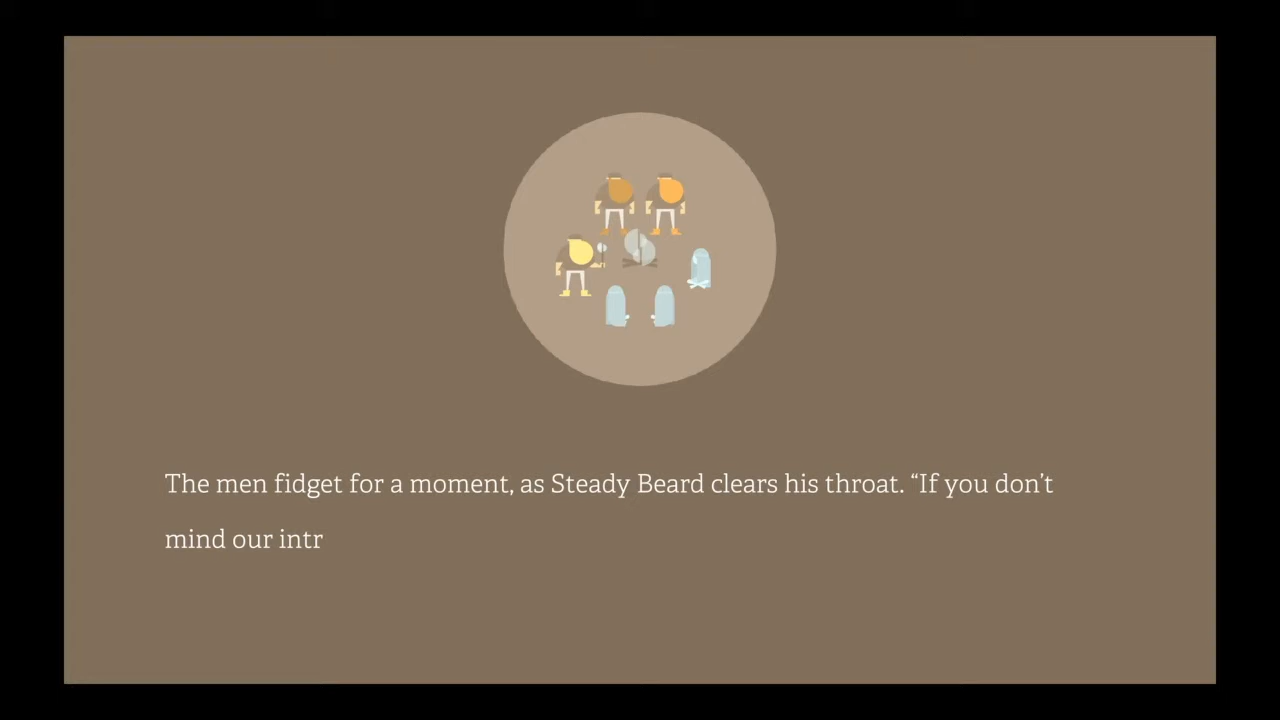 The men fidget for a moment, as Steady Beard clears his throat. “If you don’t
mind our intr